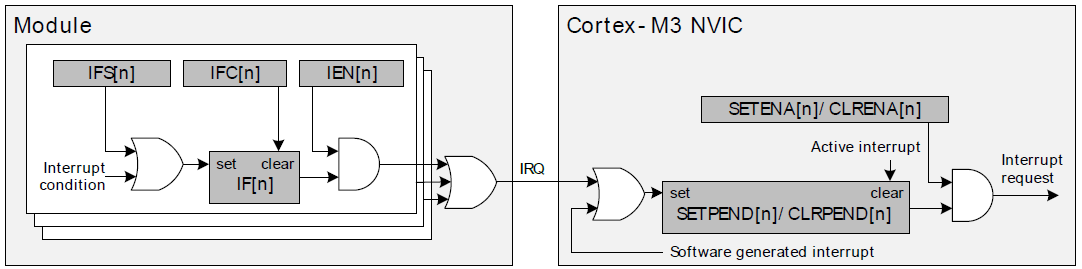 Module
Cortex-M3 NVIC
IFS[n]
IFC[n]
IEN[n]
SETENA[n]/CLRENA[n]
Interrupt
condition
set
clear
IF[n]
IRQ
Active interrupt
Interrupt
request
set
clear
SETPEND[n]/CLRPEND[n]
Software generated interrupt